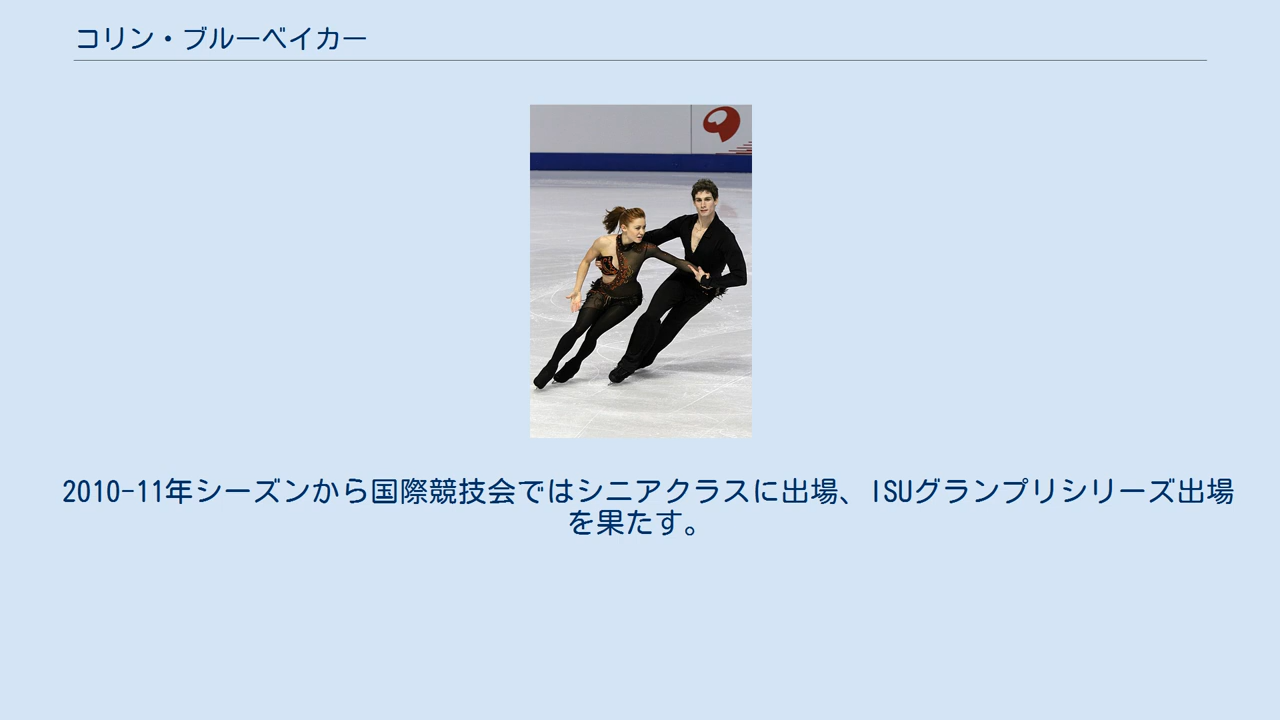 コリン・ブルーベイカー
2010-11年シーズンから国際競技会ではシニアクラスに出場、ISUグランプリシリーズ出場
を果たす。